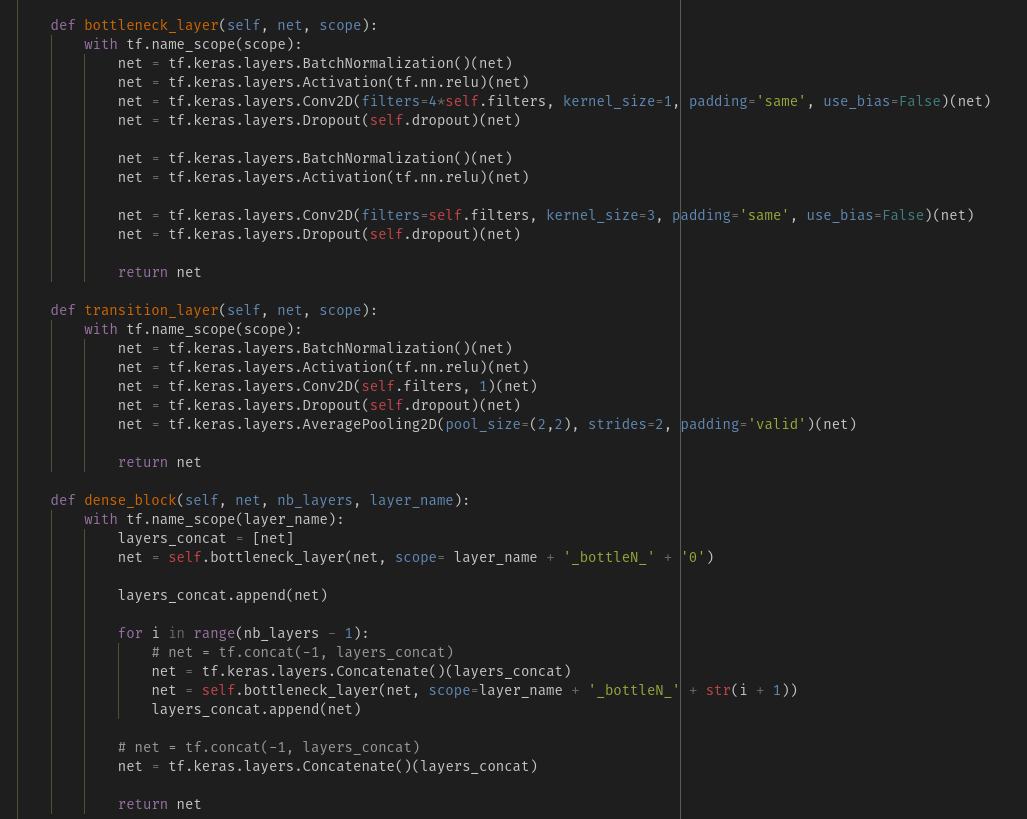 def bottleneck_layer(self, net, scope):
    with tf.name_scope(scope):
        net = tf.keras.layers.BatchNormalization()(net)
        net = tf.keras.layers.Activation(tf.nn.relu)(net)
        net = tf.keras.layers.Conv2D(filters=4*self.filters, kernel_size=1, padding='same', use_bias=False)(net)
        net = tf.keras.layers.Dropout(self.dropout)(net)

        net = tf.keras.layers.BatchNormalization()(net)
        net = tf.keras.layers.Activation(tf.nn.relu)(net)

        net = tf.keras.layers.Conv2D(filters=self.filters, kernel_size=3, padding='same', use_bias=False)(net)
        net = tf.keras.layers.Dropout(self.dropout)(net)

        return net

def transition_layer(self, net, scope):
    with tf.name_scope(scope):
        net = tf.keras.layers.BatchNormalization()(net)
        net = tf.keras.layers.Activation(tf.nn.relu)(net)
        net = tf.keras.layers.Conv2D(self.filters, 1)(net)
        net = tf.keras.layers.Dropout(self.dropout)(net)
        net = tf.keras.layers.AveragePooling2D(pool_size=(2,2), strides=2, padding='valid')(net)

        return net

def dense_block(self, net, nb_layers, layer_name):
    with tf.name_scope(layer_name):
        layers_concat = [net]
        net = self.bottleneck_layer(net, scope= layer_name + '_bottleN_' + '0')

        layers_concat.append(net)

        for i in range(nb_layers - 1):
            # net = tf.concat(-1, layers_concat)
            net = tf.keras.layers.Concatenate()(layers_concat)
            net = self.bottleneck_layer(net, scope=layer_name + '_bottleN_' + str(i + 1))
            layers_concat.append(net)

        # net = tf.concat(-1, layers_concat)
        net = tf.keras.layers.Concatenate()(layers_concat)

        return net